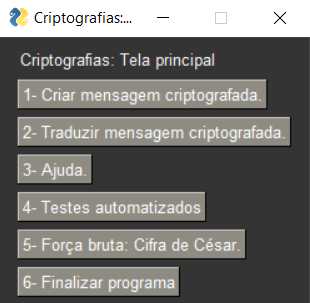 Criptografias:...
Criptografias: Tela principal
1- Criar mensagem criptografada.
2- Traduzir mensagem criptografada.
3- Ajuda.
4- Testes automatizados
5- Força bruta: Cifra de César.
6- Finalizar programa